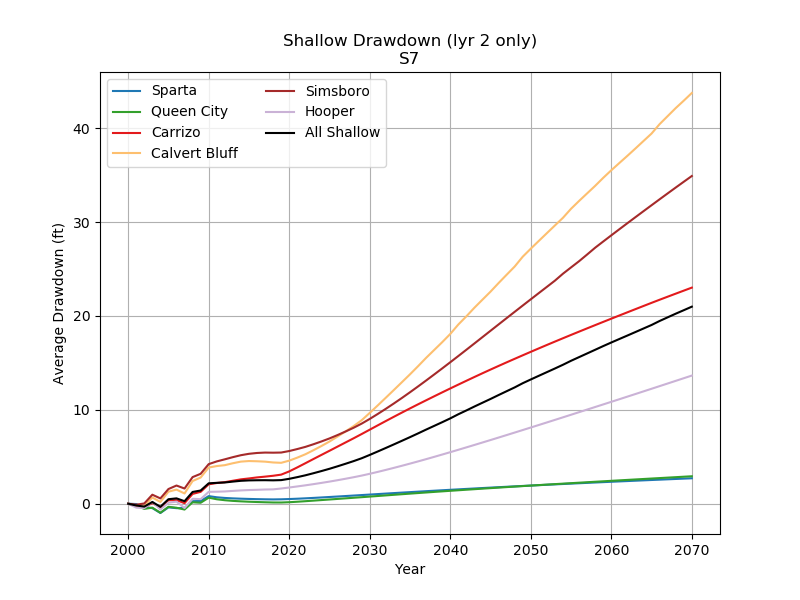 Shallow Drawdown (lyr 2 only)
S7
Sparta
Queen City
Carrizo
Calvert Bluff
Simsboro
Hooper
All Shallow
Average Drawdown (ft)
40
30
20
10
0
2000 2010 2020 2030 2040 2050 2060 2070
Year